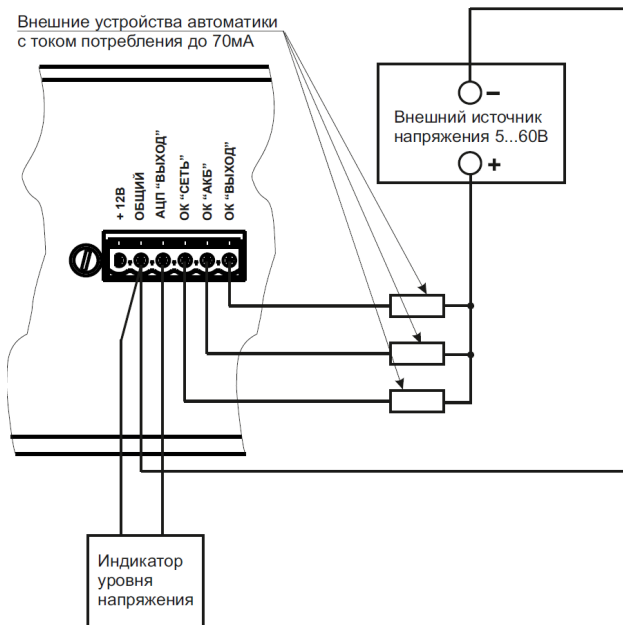 Внешние устройства автоматики
с током потребления до 70мА
Внешний источник
напряжения 5...60В
+ 12В
ОБЩИЙ
АЦП “ВЫХОД”
ОК “СЕТЬ”
ОК “АКБ”
ОК “ВЫХОД”
Индикатор
уровня
напряжения